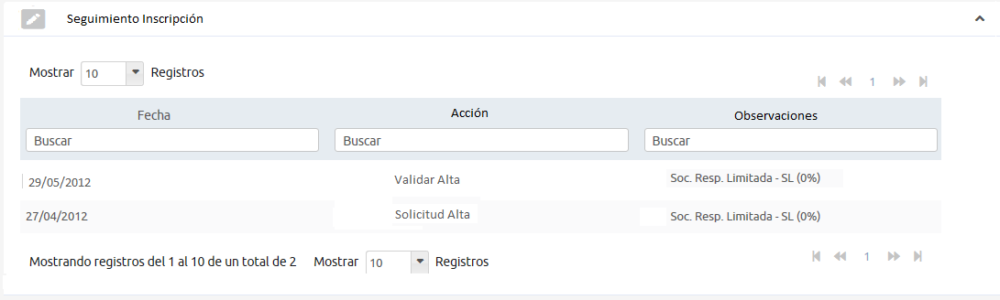 Seguimiento Inscripción
Mostrar 10 Registros
1
Fecha Acción Observaciones
Buscar Buscar Buscar
29/05/2012 Validar Alta Soc. Resp. Limitada - SL (0%)
27/04/2012 Solicitud Alta Soc. Resp. Limitada - SL (0%)
Mostrando registros del 1 al 10 de un total de 2 Mostrar 10 Registros
1